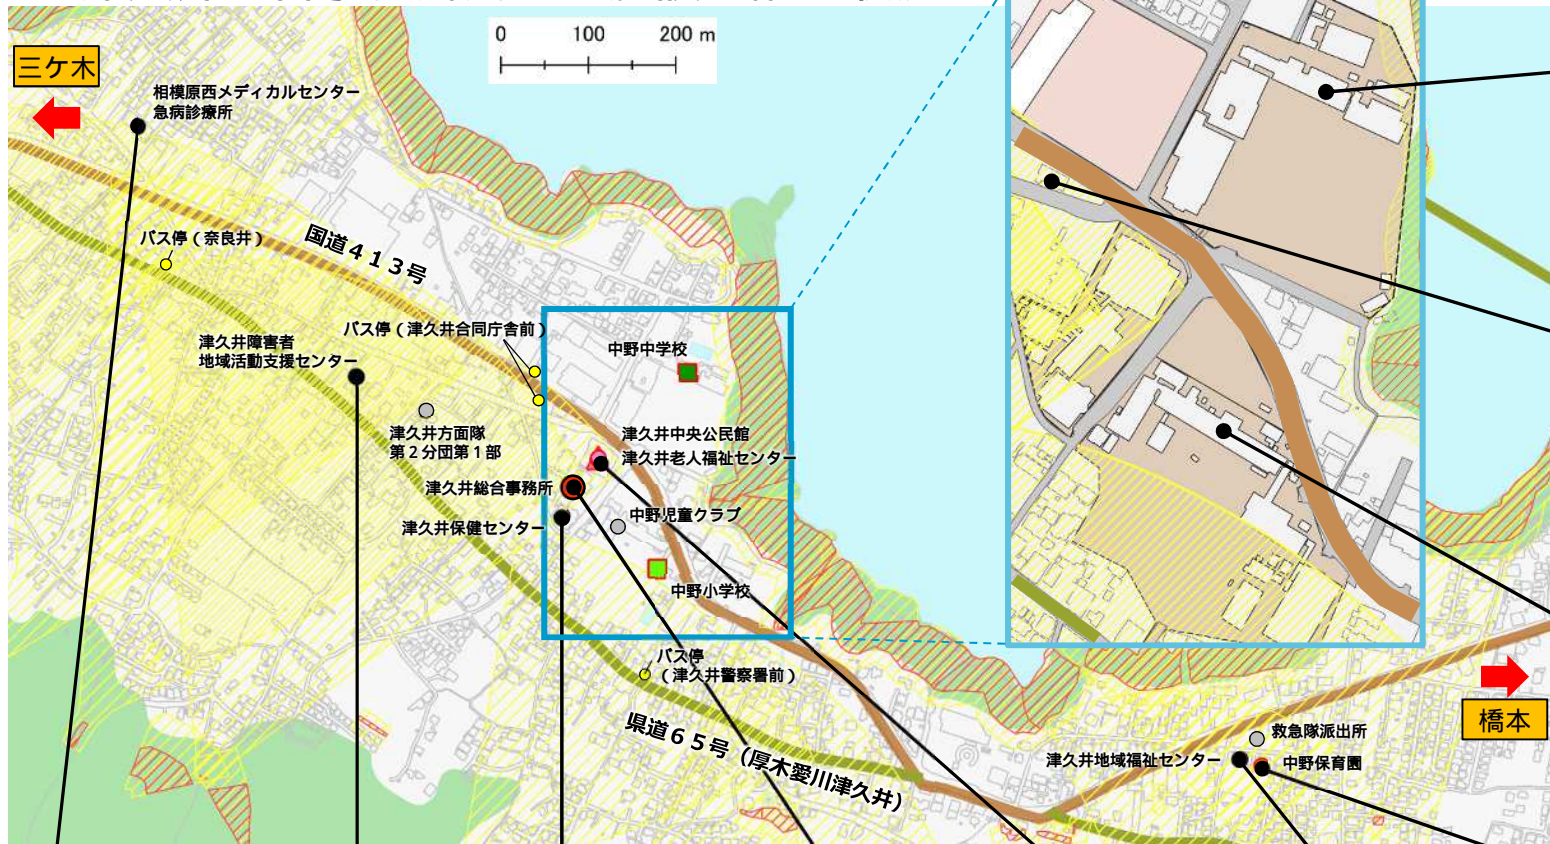 0 100 200 m
三ケ木
相模原西メディカルセンター
急病診療所
バス停（奈良井）
国道４１３号
バス停（津久井合同庁舎前）
津久井障害者
地域活動支援センター
中野中学校
津久井方面隊
第２分団第１部
津久井中央公民館
津久井老人福祉センター
津久井総合事務所
津久井保健センター
中野児童クラブ
中野小学校
バス停
（津久井警察署前）
県道６５号（厚木愛川津久井）
橋本
救急隊派出所
津久井地域福祉センター
中野保育園